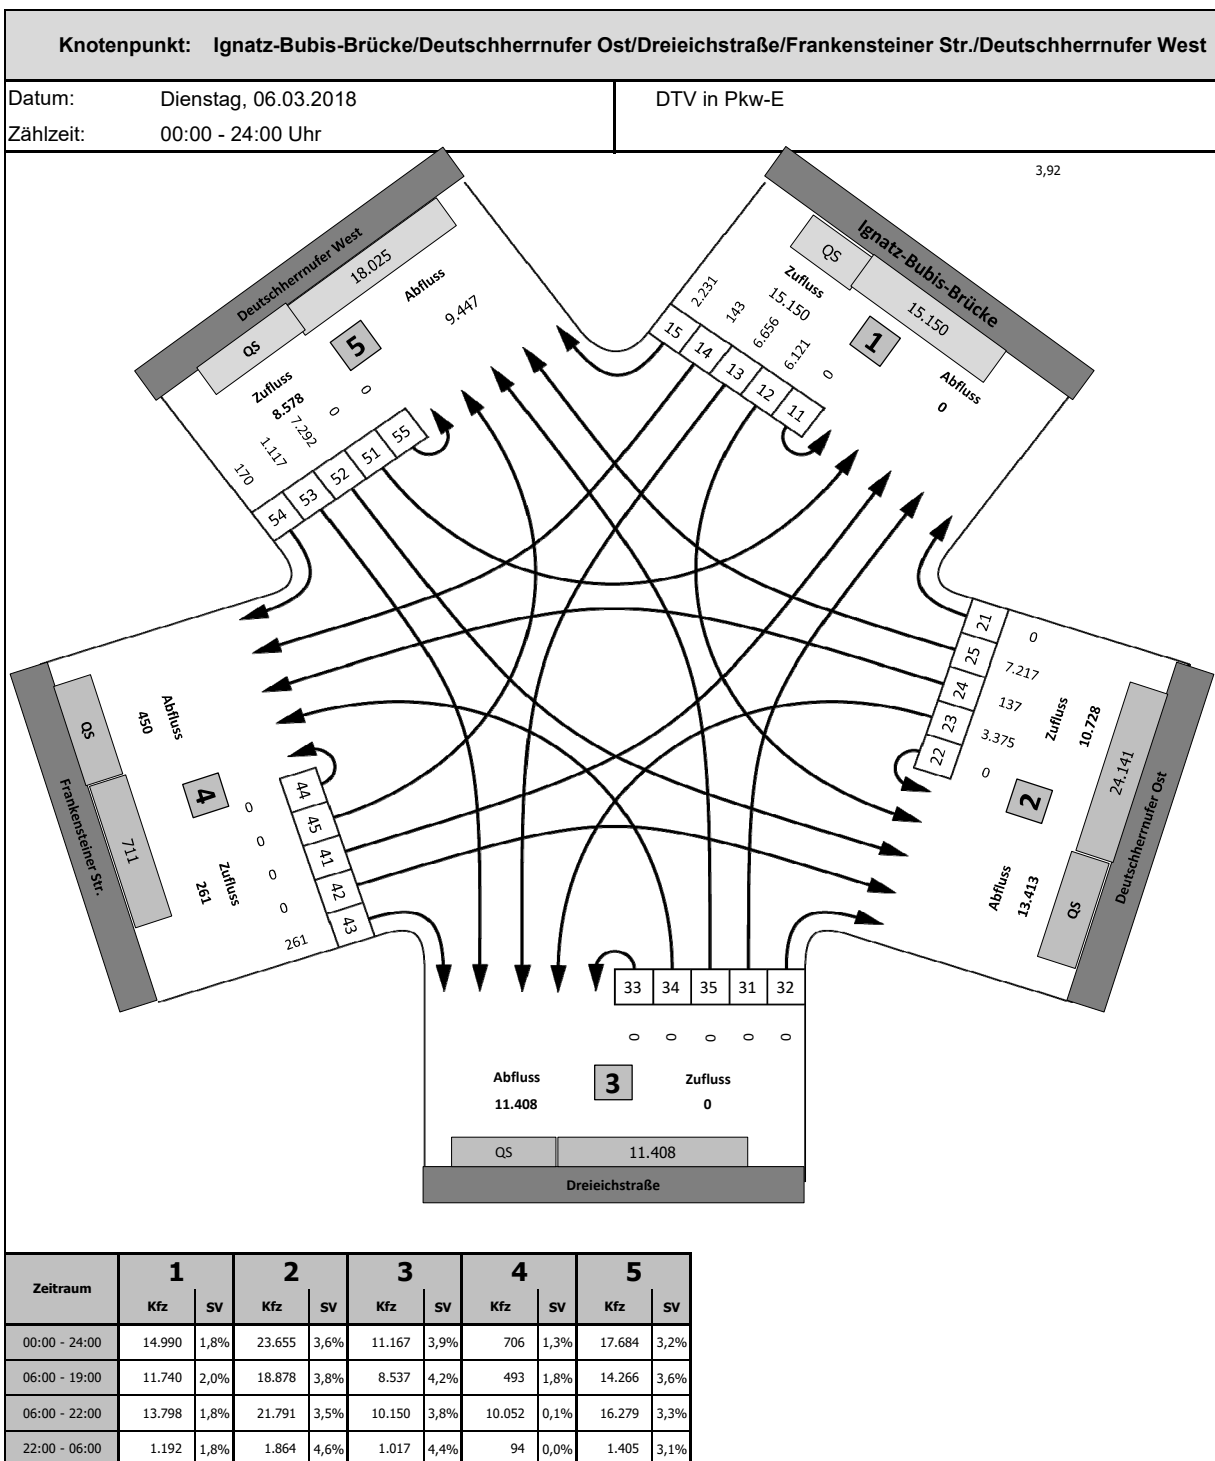 Knotenpunkt: Ignatz-Bubis-Brücke/Deutschherrnufer Ost/Dreieichstraße/Frankensteiner Str./Deutschherrnufer West
Datum: Dienstag, 06.03.2018 DTV in Pkw-E
Zählzeit: 00:00 - 24:00 Uhr
3,92
Deutschherrnufer West
QS 18.025
5
Abfluss
9.447
Zufluss
8.578
170 1.117 7.292 0 0
54 53 52 51 55
Ignatz-Bubis-Brücke
QS 15.150
1
Zufluss
15.150
Abfluss
0
2.231 143 6.656 6.121 0
15 14 13 12 11
21 25 24 23 22
0 7.217 137 3.375 0
Zufluss
10.728
2
Abfluss
13.413
24.141 QS
Deutschherrnufer Ost
Frankensteiner Str.
QS 711
Abfluss
450
4
Zufluss
261
0 0 0 0 261
44 45 41 42 43
33 34 35 31 32
0 0 0 0 0
Abfluss 3 Zufluss
11.408 0
QS 11.408
Dreieichstraße
Zeitraum 1 2 3 4 5
Kfz SV Kfz SV Kfz SV Kfz SV Kfz SV
00:00 - 24:00 14.990 1,8% 23.655 3,6% 11.167 3,9% 706 1,3% 17.684 3,2%
06:00 - 19:00 11.740 2,0% 18.878 3,8% 8.537 4,2% 493 1,8% 14.266 3,6%
06:00 - 22:00 13.798 1,8% 21.791 3,5% 10.150 3,8% 10.052 0,1% 16.279 3,3%
22:00 - 06:00 1.192 1,8% 1.864 4,6% 1.017 4,4% 94 0,0% 1.405 3,1%